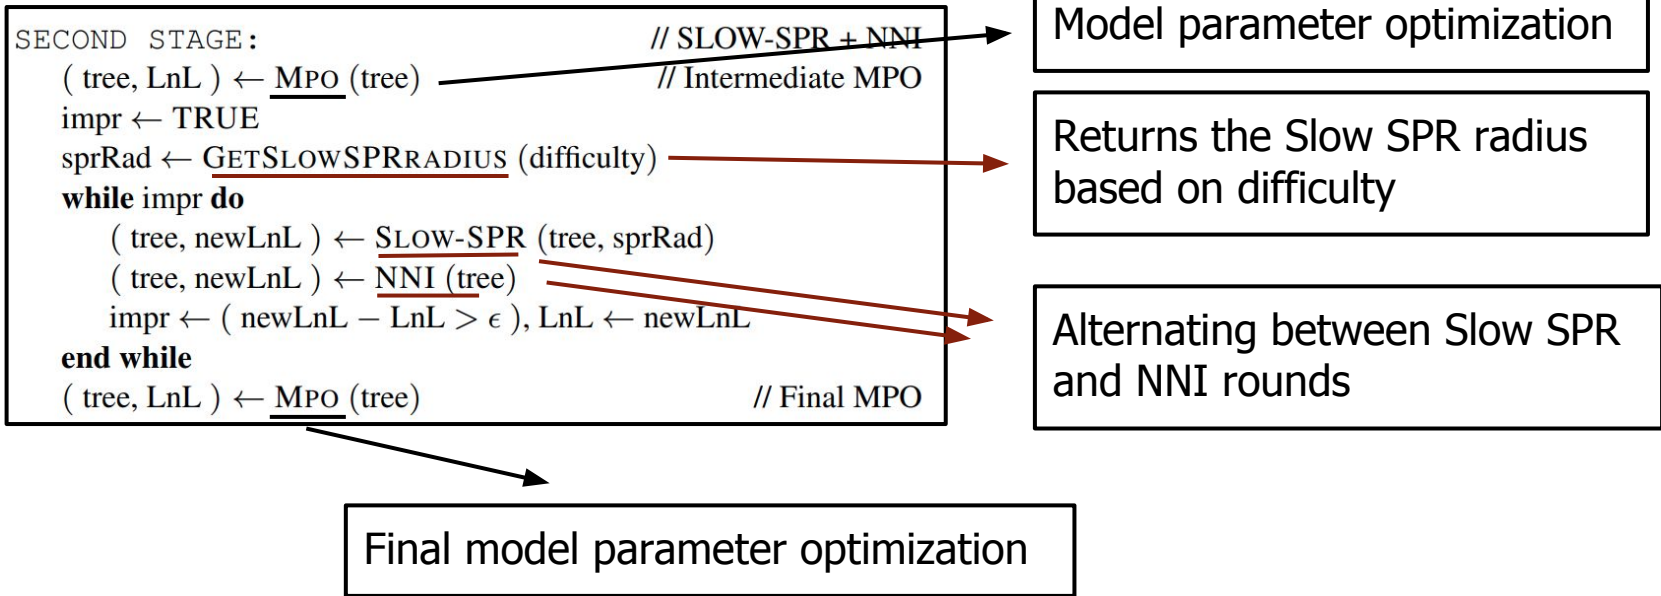 SECOND STAGE: // SLOW-SPR + NNI
( tree, LnL ) ← MPO (tree) // Intermediate MPO
impr ← TRUE
sprRad ← GETSLOWSPRRADIUS (difficulty)
while impr do
( tree, newLnL ) ← SLOW-SPR (tree, sprRad)
( tree, newLnL ) ← NNI (tree)
impr ← ( newLnL − LnL > ϵ ), LnL ← newLnL
end while
( tree, LnL ) ← MPO (tree) // Final MPO
Model parameter optimization
Returns the Slow SPR radius
based on difficulty
Alternating between Slow SPR
and NNI rounds
Final model parameter optimization